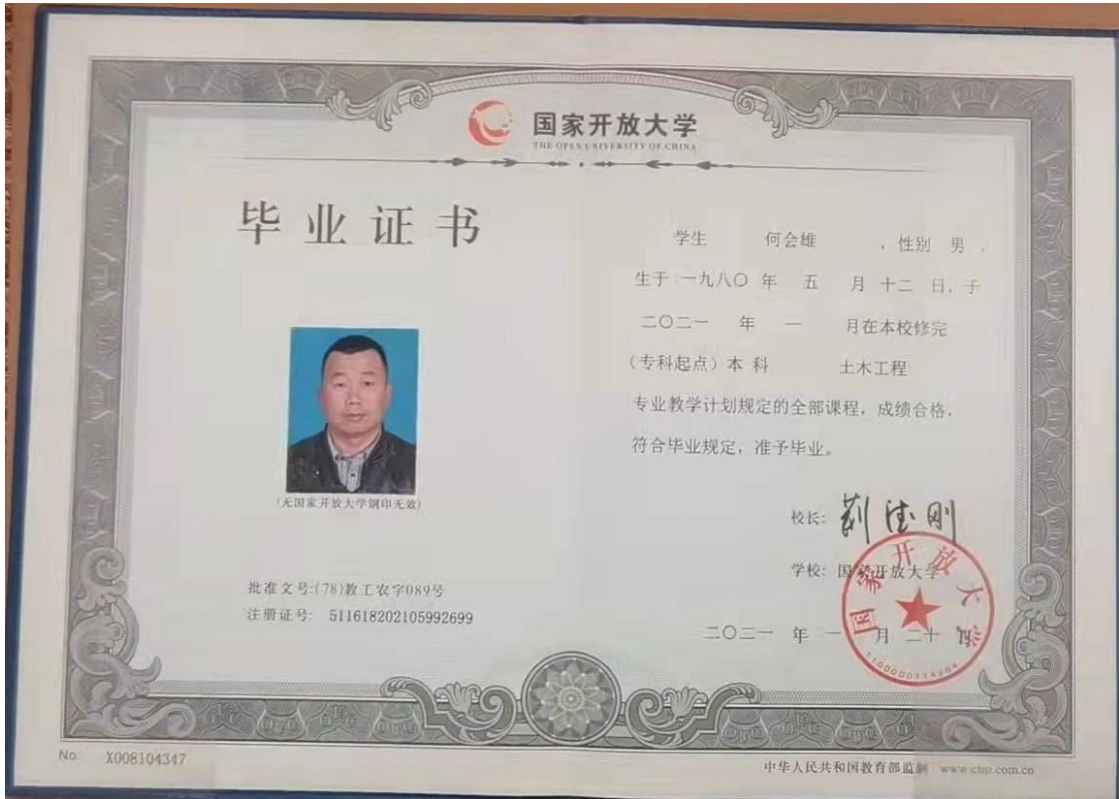 国家开放大学
THE OPEN UNIVERSITY OF CHINA
毕业证书
学生 何会雄 ，性别 男 ．
生于 一九八〇 年 五 月 十二 日，于
二〇二一 年 一 月在本校修完
（专科起点）本 科 土木工程
专业教学计划规定的全部课程，成绩合格，
符合毕业规定，准予毕业。
(无国家开放大学钢印无效)
校长:
学校: 国家开放大学
国家开放大学
批准文号:(78)教工农字089号
注册证号: 511618202105992699
二〇二一 年 一 月 二十 日
No: X008104347
中华人民共和国教育部监制 www.chsi.com.cn